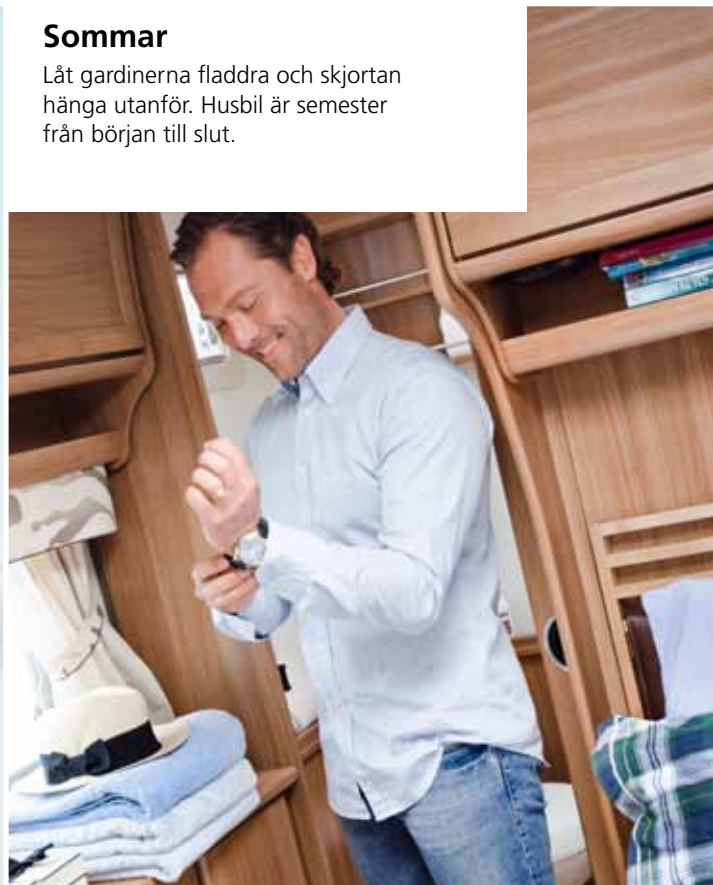 Sommar
Låt gardinerna fladdra och skjortan
hänga utanför. Husbil är semester
från början till slut.